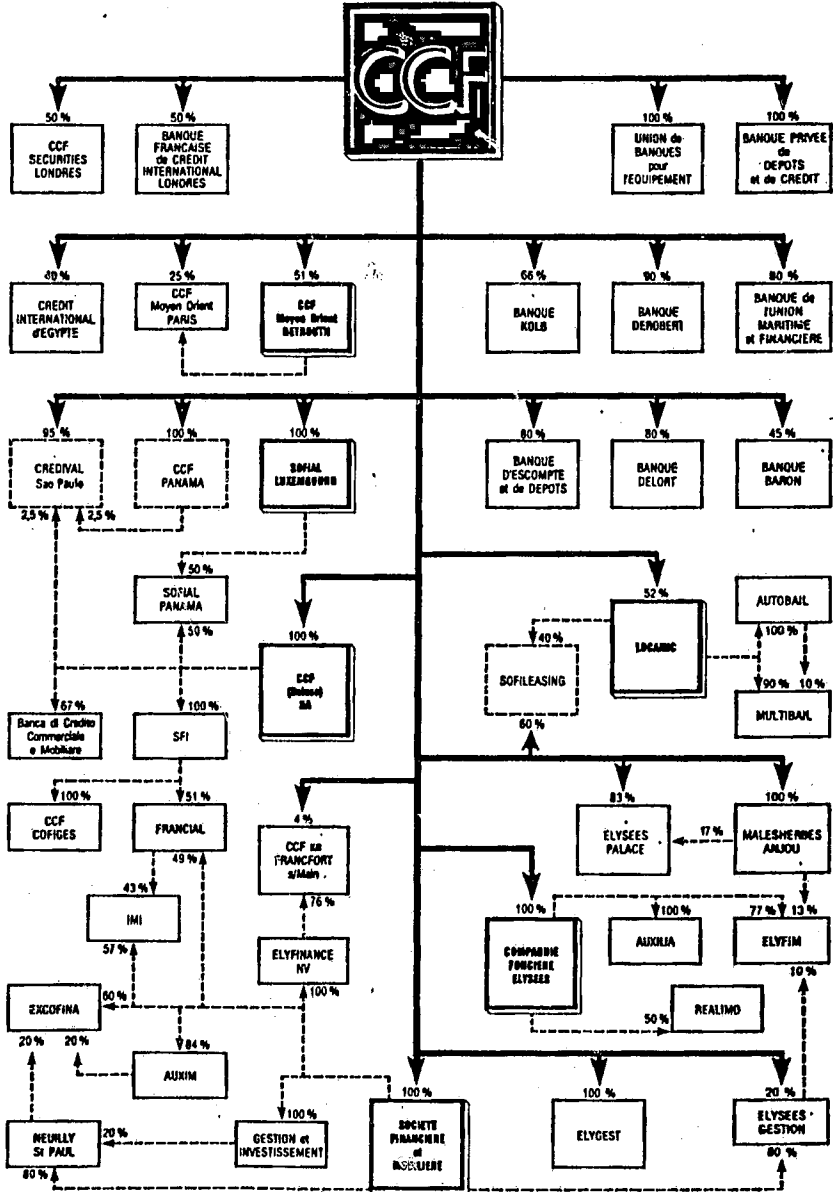 CCF
50 %
50 %
100 %
100 %
CCF
SECURITIES
LONDRES
BANQUE
FRANCAISE
de CREDIT
INTERNATIONAL
LONDRES
UNION de
BANQUES
pour
l'EQUIPEMENT
BANQUE PRIVEE
de
DEPOTS
et de CREDIT
40 %
25 %
51 %
66 %
90 %
80 %
CREDIT
INTERNATIONAL
d'EGYPTE
CCF
Moyen Orient
PARIS
CCF
Moyen Orient
BEYROUTH
BANQUE
KOLB
BANQUE
DEROBERT
BANQUE de
l'UNION
MARITIME
et FINANCIERE
95 %
100 %
100 %
80 %
80 %
45 %
CREDIVAL
Sao Paulo
CCF
PANAMA
SOFIAL
LUXEMBOURG
BANQUE
D'ESCOMPTE
et de DEPOTS
BANQUE
DELORT
BANQUE
BARON
2,5 %
2,5 %
50 %
SOFIAL
PANAMA
50 %
100 %
CCF
(Suisse)
SA
52 %
LOCAMIC
40 %
SOFILEASING
60 %
AUTOBAIL
100 %
90 %
10 %
MULTIBAIL
67 %
Banca di Credito
Commerciale
e Mobiliare
100 %
SFI
100 %
CCF
COFIGES
51 %
FRANCIAL
49 %
4 %
CCF
FRANCFORT
s/Main
76 %
83 %
ELYSEES
PALACE
17 %
100 %
MALESHERBES
ANJOU
43 %
IMI
57 %
ELYFINANCE
NV
100 %
100 %
COMPAGNIE
FONCIERE
ELYSEES
100 %
AUXILIA
77 %
13 %
ELYFIM
10 %
60 %
EXCOFINA
20 %
20 %
84 %
AUXIM
50 %
REALIMO
NEUILLY
St PAUL
20 %
80 %
100 %
GESTION et
INVESTISSEMENT
100 %
SOCIETE
FINANCIERE
et
MOBILIERE
100 %
ELYGEST
20 %
ELYSEES
GESTION
80 %